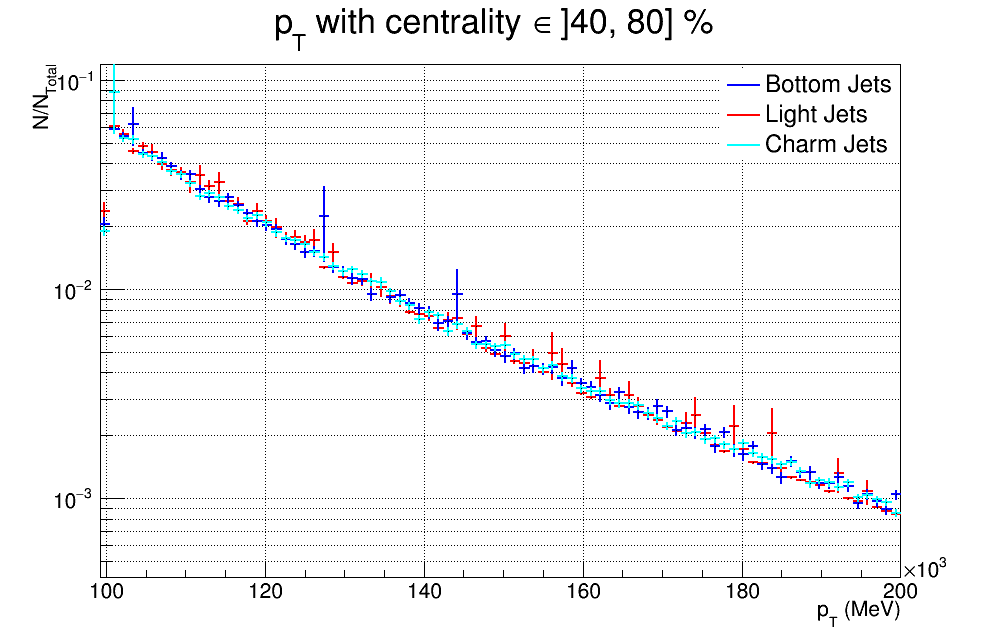 p_T with centrality ∈ ]40, 80] %
N/N_Total
10^−1
10^−2
10^−3
Bottom Jets
Light Jets
Charm Jets
100 120 140 160 180 200
×10^3
p_T (MeV)